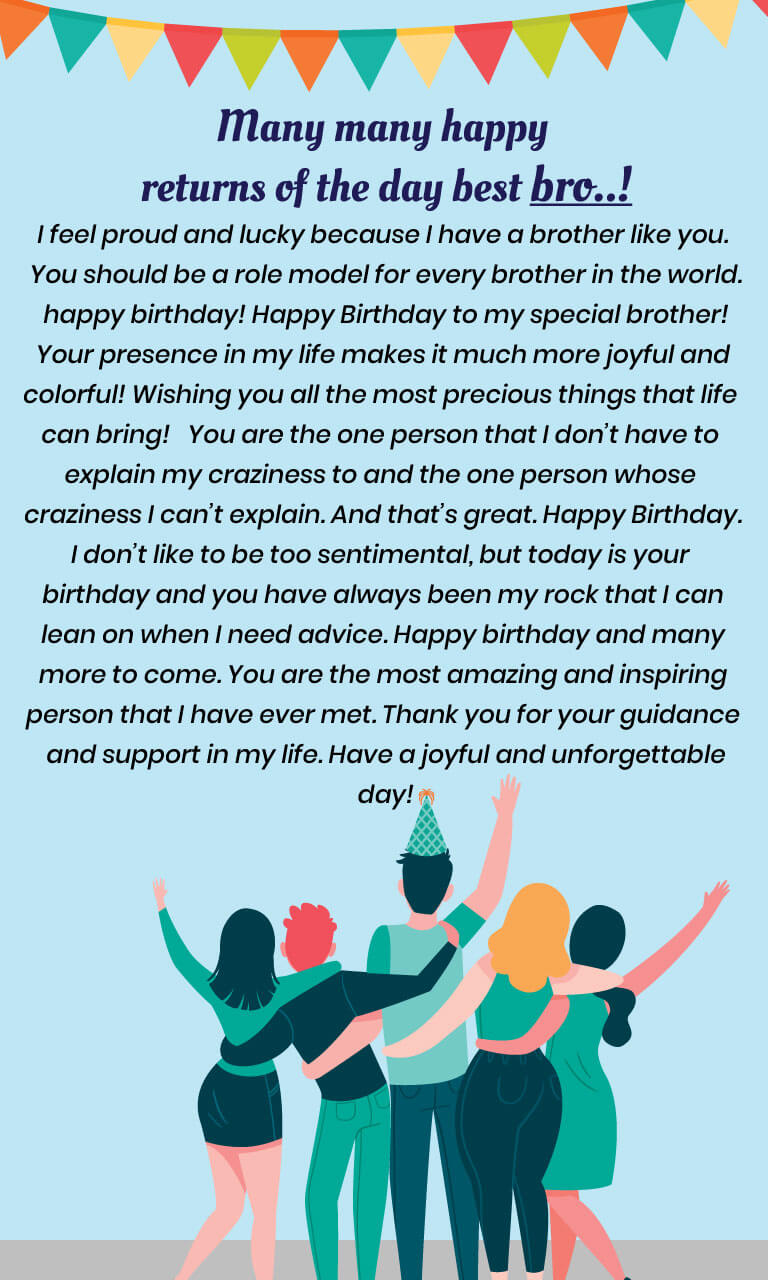 Many many happy
returns of the day best bro..!
I feel proud and lucky because I have a brother like you.
You should be a role model for every brother in the world.
happy birthday! Happy Birthday to my special brother!
Your presence in my life makes it much more joyful and
colorful! Wishing you all the most precious things that life
can bring!   You are the one person that I don't have to
explain my craziness to and the one person whose
craziness I can't explain. And that's great. Happy Birthday.
I don't like to be too sentimental, but today is your
birthday and you have always been my rock that I can
lean on when I need advice. Happy birthday and many
more to come. You are the most amazing and inspiring
person that I have ever met. Thank you for your guidance
and support in my life. Have a joyful and unforgettable
day!